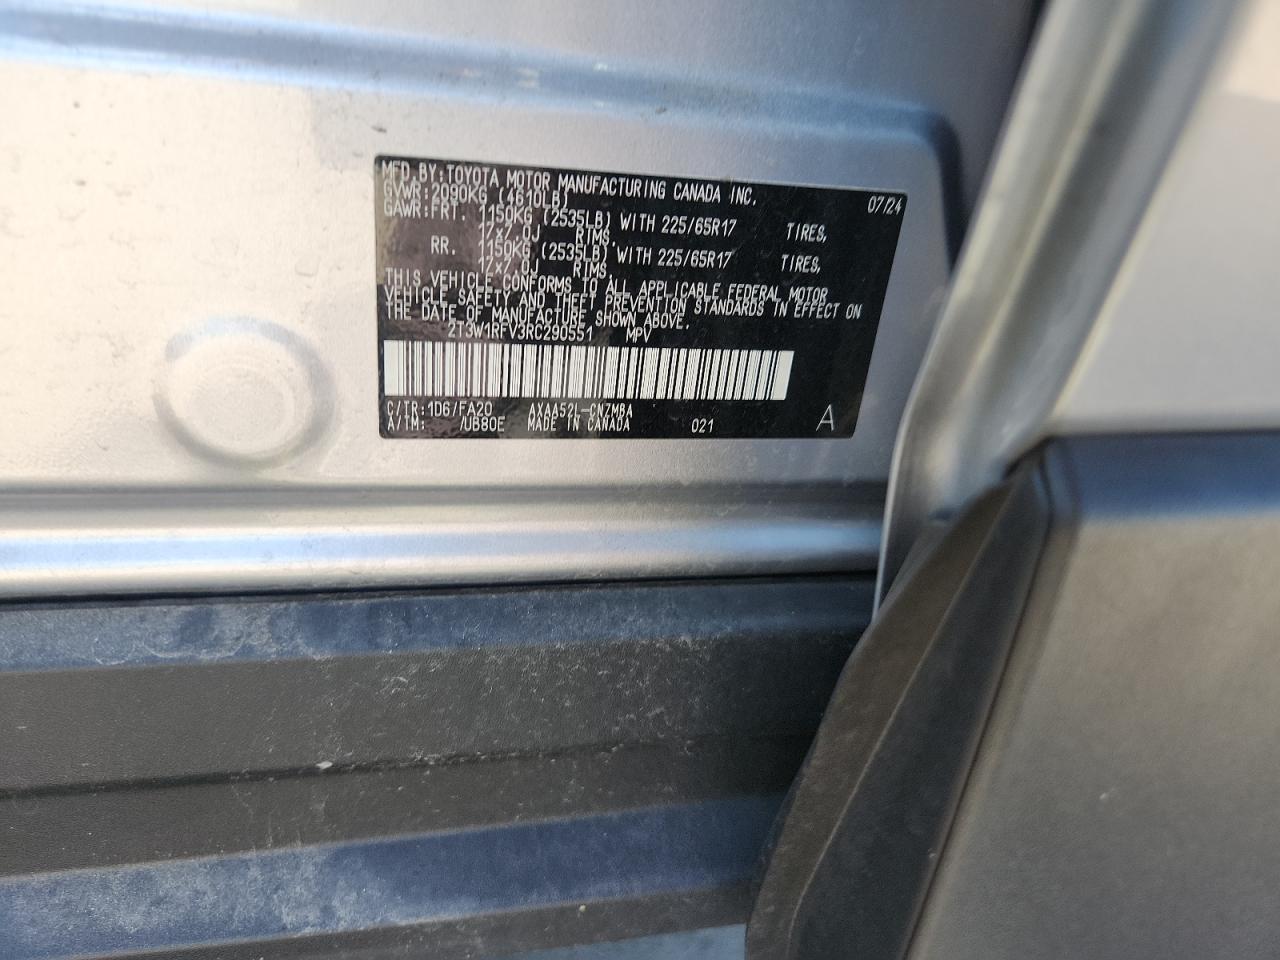 MFD.BY:TOYOTA MOTOR MANUFACTURING CANADA INC.
07/24
GVWR:2090KG (4610LB)
GAWR:FRT. 1150KG (2535LB) WITH 225/65R17 TIRES,
17x7.0J RIMS.
RR. 1150KG (2535LB) WITH 225/65R17 TIRES,
17x7.0J RIMS.
THIS VEHICLE CONFORMS TO ALL APPLICABLE FEDERAL MOTOR
VEHICLE SAFETY AND THEFT PREVENTION STANDARDS IN EFFECT ON
THE DATE OF MANUFACTURE SHOWN ABOVE.
2T3W1RFV3RC290551 MPV
C/TR:1D6/FA20 AXAA52L-CNZMBA
A/TM: /UB80E MADE IN CANADA 021 A